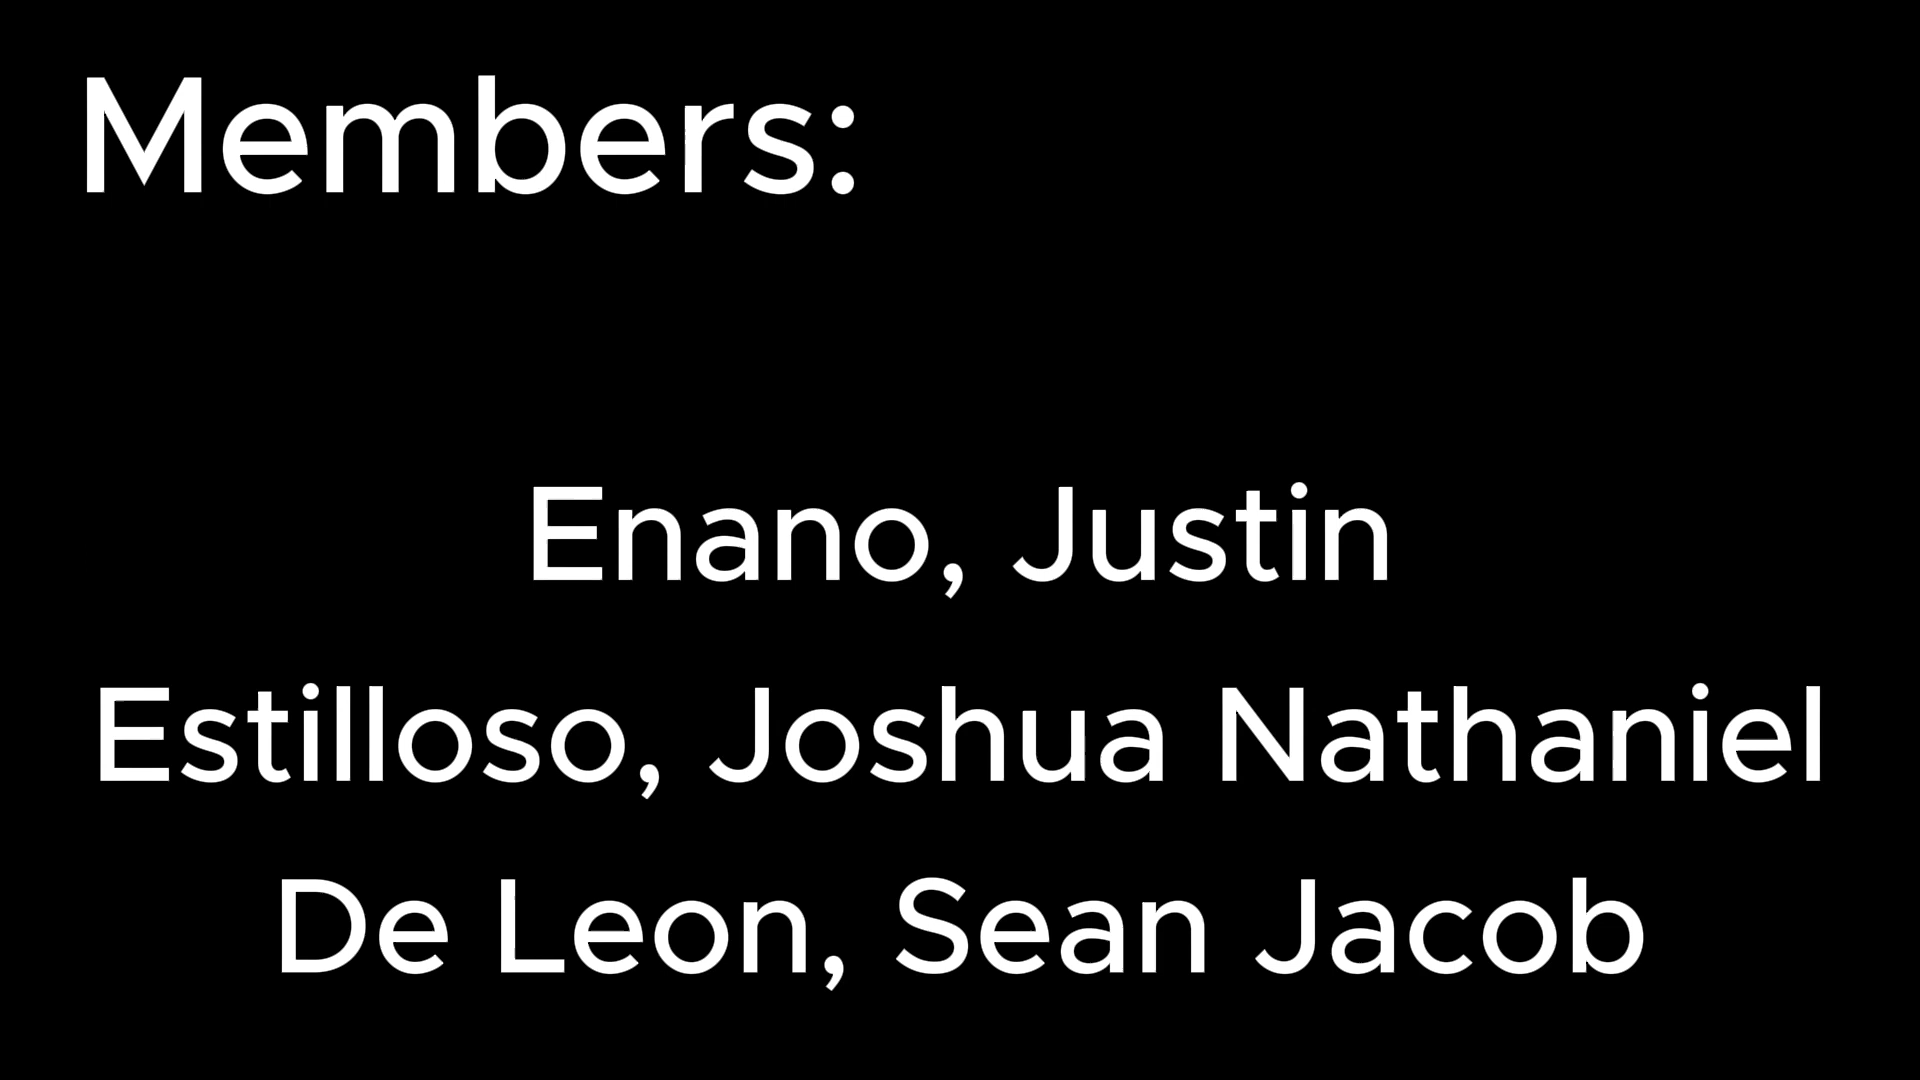 Members:
Enano, Justin
Estilloso, Joshua Nathaniel
De Leon, Sean Jacob